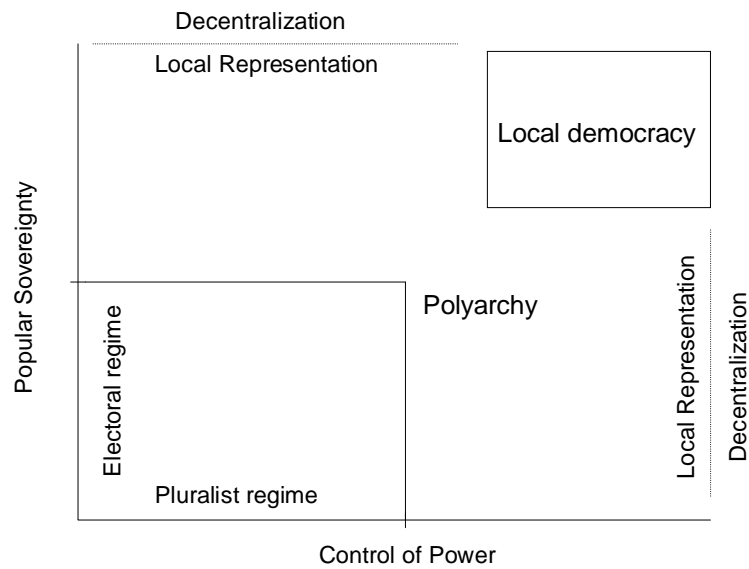 Decentralization
Local Representation
Local democracy
Popular Sovereignty
Electoral regime
Polyarchy
Local Representation
Decentralization
Pluralist regime
Control of Power